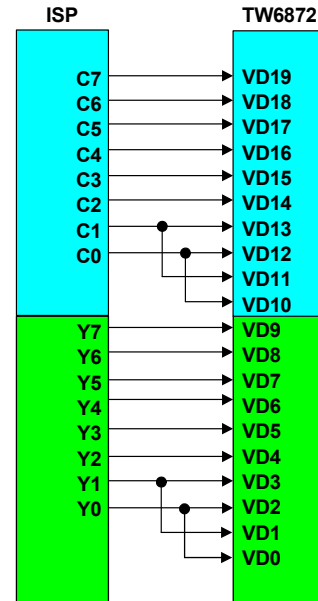 ISP TW6872
C7 VD19
C6 VD18
C5 VD17
C4 VD16
C3 VD15
C2 VD14
C1 VD13
C0 VD12
VD11
VD10
Y7 VD9
Y6 VD8
Y5 VD7
Y4 VD6
Y3 VD5
Y2 VD4
Y1 VD3
Y0 VD2
VD1
VD0